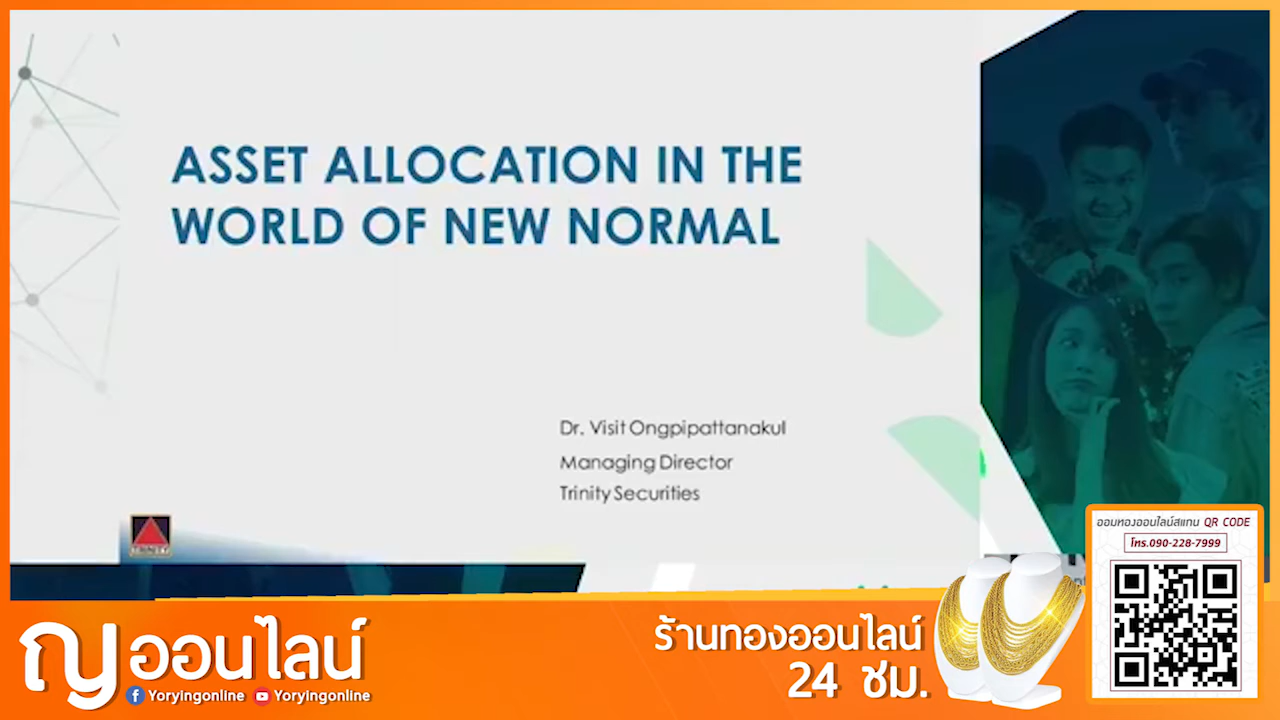 ASSET ALLOCATION IN THE
WORLD OF NEW NORMAL
Dr. Visit Ongpipattanakul
Managing Director
Trinity Securities
TRINITY
ออมทองออนไลน์สแกน QR CODE
โทร.090-228-7999
ญออนไลน์
Yoryingonline Yoryingonline
ร้านทองออนไลน์
24 ชม.